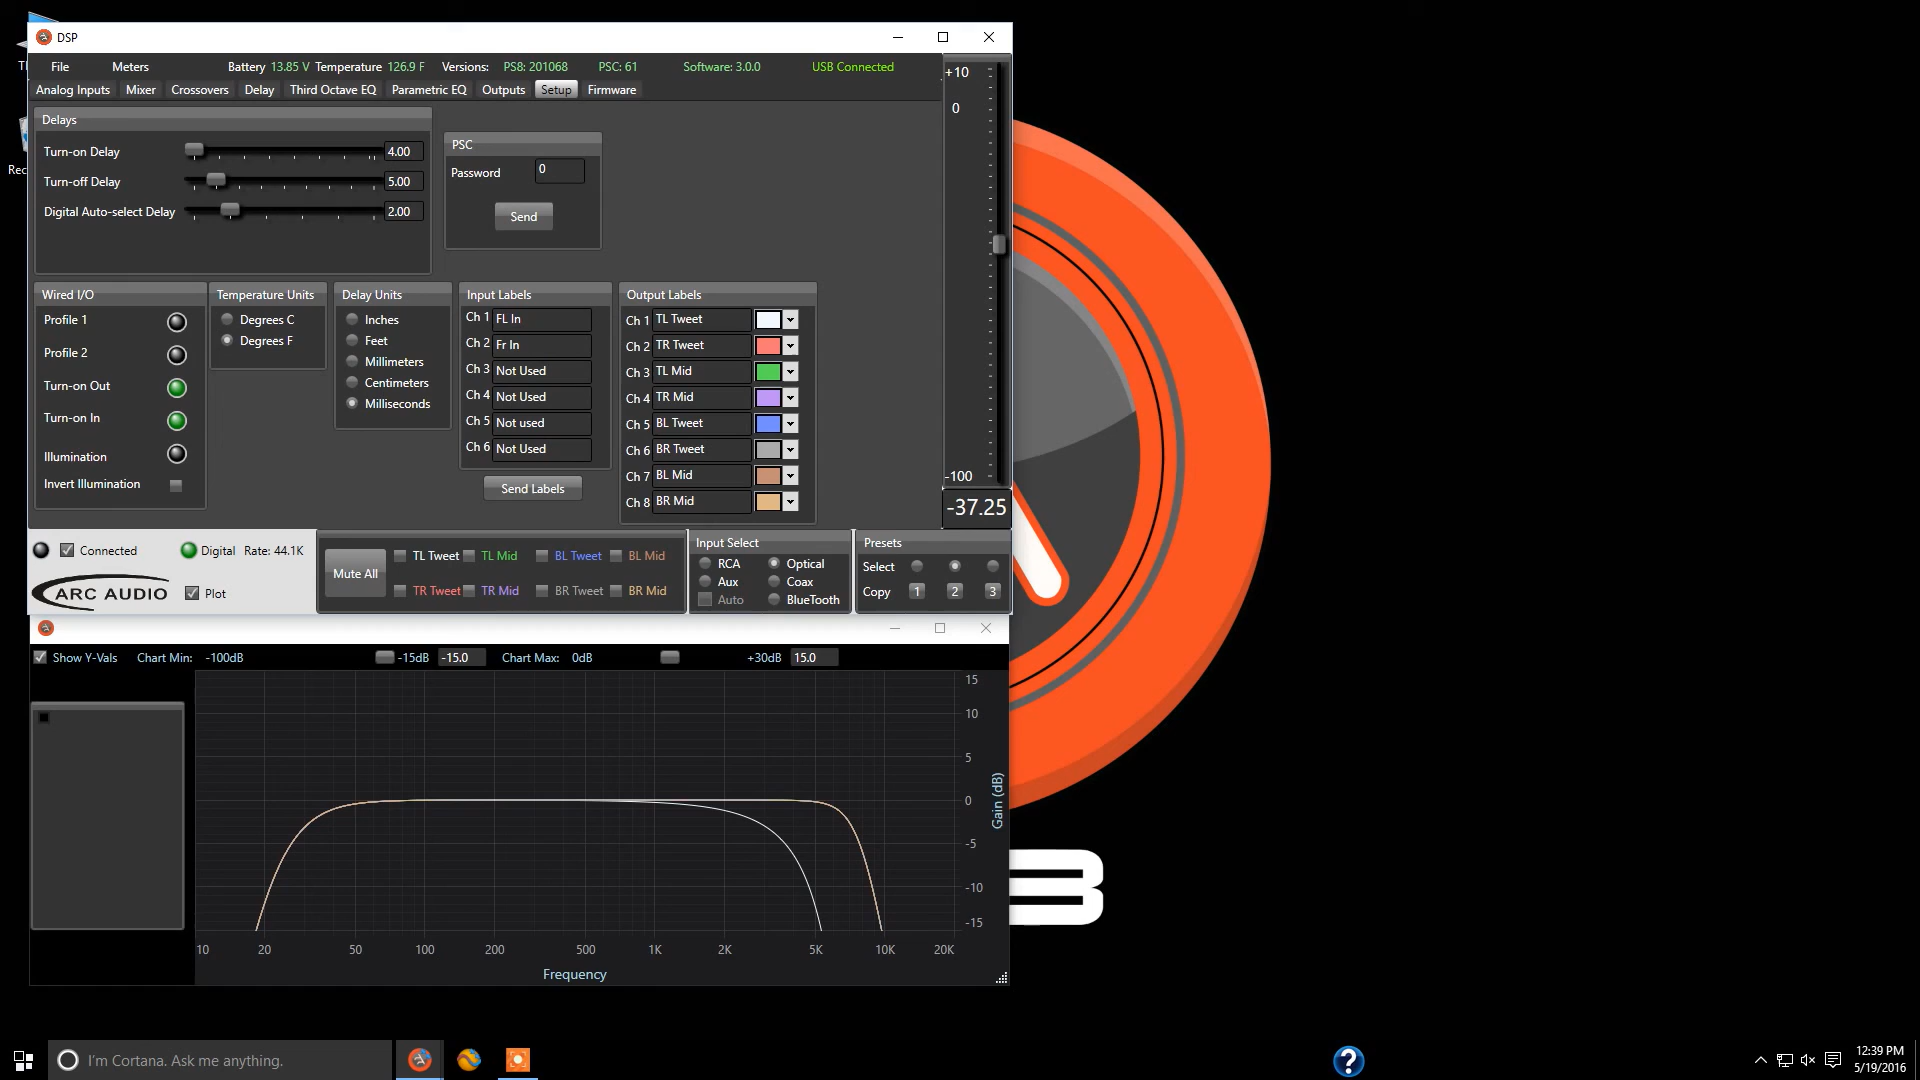 DSP
File Meters Battery 13.85 V Temperature 126.9 F Versions: PS8: 201068 PSC: 61 Software: 3.0.0 USB Connected
Analog Inputs Mixer Crossovers Delay Third Octave EQ Parametric EQ Outputs Setup Firmware
Delays
Turn-on Delay 4.00
Turn-off Delay 5.00
Digital Auto-select Delay 2.00
PSC
Password 0
Send
+10
0
-100
-37.25
Wired I/O
Profile 1
Profile 2
Turn-on Out
Turn-on In
Illumination
Invert Illumination
Temperature Units
Degrees C
Degrees F
Delay Units
Inches
Feet
Millimeters
Centimeters
Milliseconds
Input Labels
Ch 1 FL In
Ch 2 Fr In
Ch 3 Not Used
Ch 4 Not Used
Ch 5 Not used
Ch 6 Not Used
Send Labels
Output Labels
Ch 1 TL Tweet
Ch 2 TR Tweet
Ch 3 TL Mid
Ch 4 TR Mid
Ch 5 BL Tweet
Ch 6 BR Tweet
Ch 7 BL Mid
Ch 8 BR Mid
Connected Digital Rate: 44.1K
ARC AUDIO Plot
Mute All
TL Tweet TL Mid BL Tweet BL Mid
TR Tweet TR Mid BR Tweet BR Mid
Input Select
RCA Optical
Aux Coax
Auto BlueTooth
Presets
Select
Copy 1 2 3
Show Y-Vals Chart Min: -100dB -15dB -15.0 Chart Max: 0dB +30dB 15.0
15
10
5
0
-5
-10
-15
Gain (dB)
10 20 50 100 200 500 1K 2K 5K 10K 20K
Frequency
Rec
I'm Cortana. Ask me anything.
?
12:39 PM
5/19/2016